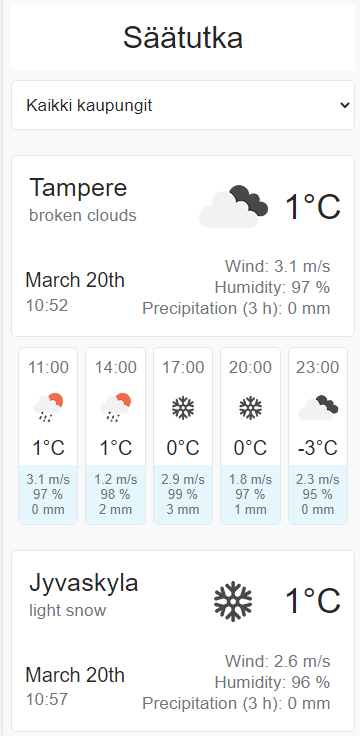 Säätutka
Kaikki kaupungit
Tampere
broken clouds
1°C
March 20th
10:52
Wind: 3.1 m/s
Humidity: 97 %
Precipitation (3 h): 0 mm
11:00 14:00 17:00 20:00 23:00
1°C 1°C 0°C 0°C -3°C
3.1 m/s 1.2 m/s 2.9 m/s 1.8 m/s 2.3 m/s
97 % 98 % 99 % 97 % 95 %
0 mm 2 mm 3 mm 1 mm 0 mm
Jyvaskyla
light snow
1°C
March 20th
10:57
Wind: 2.6 m/s
Humidity: 96 %
Precipitation (3 h): 0 mm